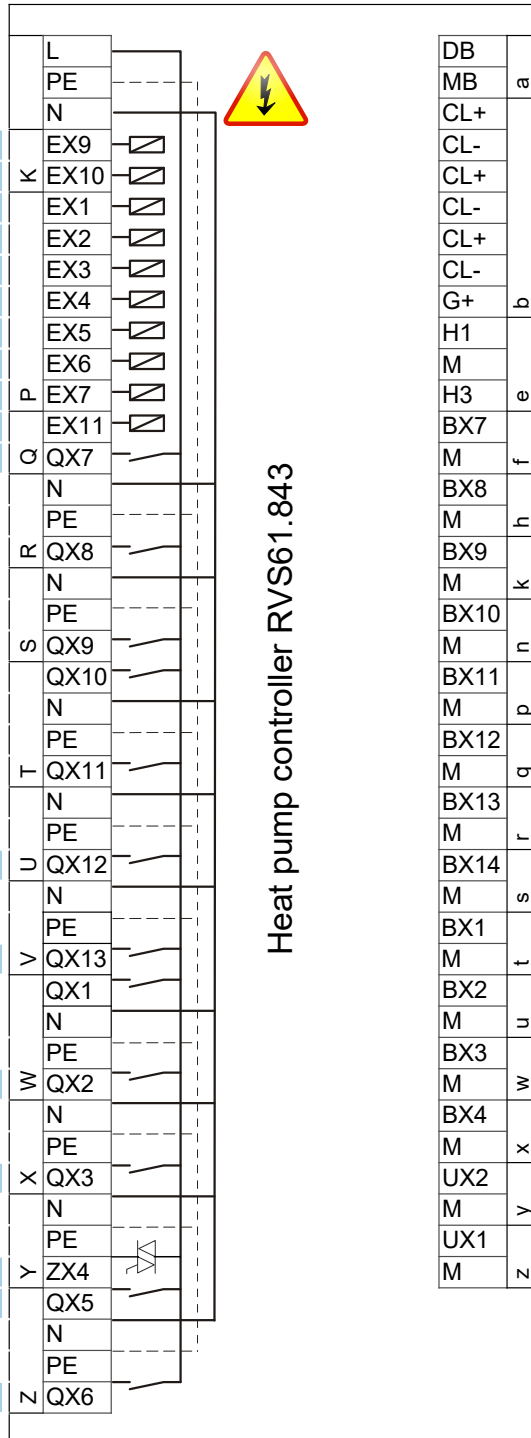 L
PE
N
EX9
EX10
K
EX1
EX2
EX3
EX4
EX5
EX6
EX7
P
EX11
QX7
Q
N
PE
QX8
R
N
PE
QX9
S
QX10
N
PE
QX11
T
N
PE
QX12
U
N
PE
QX13
V
QX1
N
PE
QX2
W
N
PE
QX3
X
N
PE
ZX4
Y
QX5
N
PE
QX6
Z
Heat pump controller RVS61.843
DB
MB
a
CL+
CL-
CL+
CL-
CL+
CL-
G+
b
H1
M
H3
e
BX7
M
f
BX8
M
h
BX9
M
k
BX10
M
n
BX11
M
p
BX12
M
q
BX13
M
r
BX14
M
s
BX1
M
t
BX2
M
u
BX3
M
w
BX4
M
x
UX2
M
y
UX1
M
z